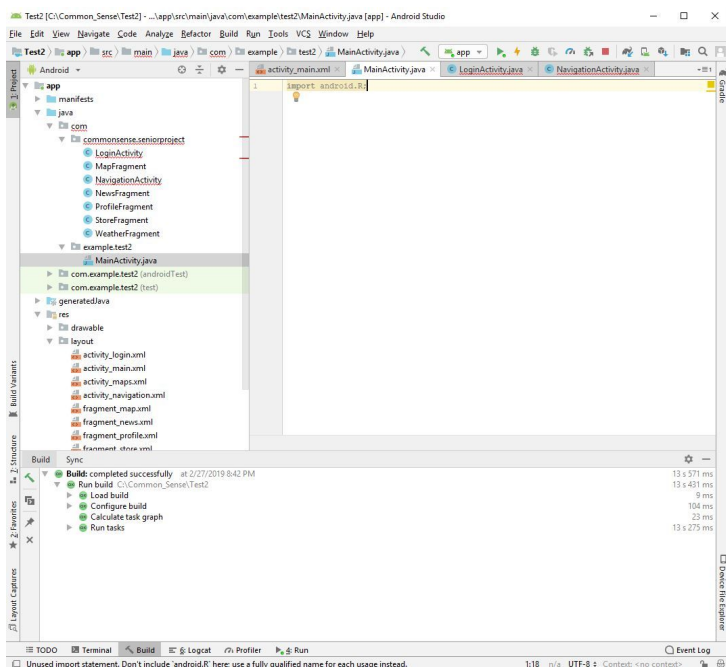 Test2 [C:\Common_Sense\Test2] - ...\app\src\main\java\com\example\test2\MainActivity.java [app] - Android Studio
File Edit View Navigate Code Analyze Refactor Build Run Tools VCS Window Help
Test2 app src main java com example test2 MainActivity.java app
1: Project
Android
activity_main.xml MainActivity.java LoginActivity.java NavigationActivity.java
Gradle
app
manifests
java
com
commonsense.seniorproject
LoginActivity
MapFragment
NavigationActivity
NewsFragment
ProfileFragment
StoreFragment
WeatherFragment
example.test2
MainActivity.java
com.example.test2 (androidTest)
com.example.test2 (test)
generatedJava
res
drawable
layout
activity_login.xml
activity_main.xml
activity_maps.xml
activity_navigation.xml
fragment_map.xml
fragment_news.xml
fragment_profile.xml
fragment_store.xml
1 import android.R;
Build Variants
Z: Structure
2: Favorites
Layout Captures
Device File Explorer
Build Sync
Build: completed successfully at 2/27/2019 8:42 PM 13 s 571 ms
Run build C:\Common_Sense\Test2 13 s 431 ms
Load build 9 ms
Configure build 104 ms
Calculate task graph 23 ms
Run tasks 13 s 275 ms
TODO Terminal Build 6: Logcat Profiler 4: Run Event Log
Unused import statement. Don't include `android.R` here; use a fully qualified name for each usage instead. 1:18 n/a UTF-8 Context: <no context>